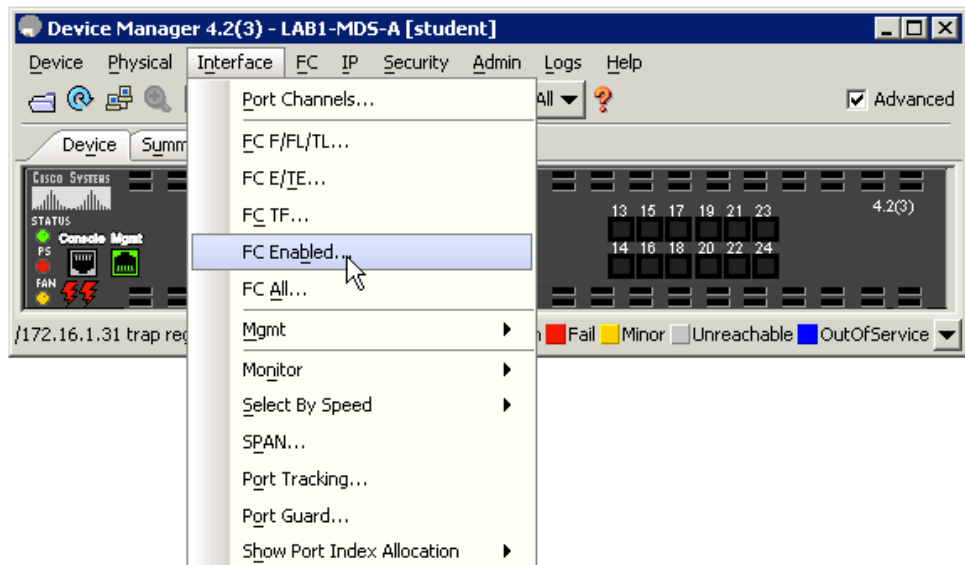 Device Manager 4.2(3) - LAB1-MDS-A [student]
Device Physical Interface FC IP Security Admin Logs Help
All Advanced
Device Summ
Port Channels...
FC F/FL/TL...
FC E/TE...
FC TF...
FC Enabled...
FC All...
Mgmt
Monitor
Select By Speed
SPAN...
Port Tracking...
Port Guard...
Show Port Index Allocation
CISCO SYSTEMS
STATUS
Console Mgmt
PS
FAN
13 15 17 19 21 23
4.2(3)
14 16 18 20 22 24
/172.16.1.31 trap reg
Fail Minor Unreachable OutOfService